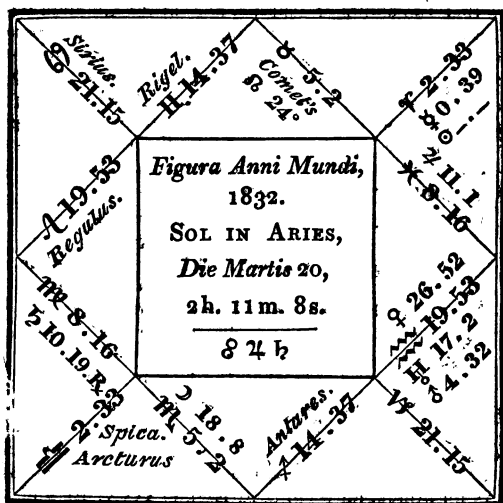 Sirius.
♋ 21.15
Rigel.
♊ 14.37
♉ 5.2
Comet's
☊ 24°
♈ 2.33
☿ 0.39
☉ -.-
♃ 11.1
♓ 8.16
♌ 19.53
Regulus.
Figura Anni Mundi,
1832.
SOL IN ARIES,
Die Martis 20,
2h. 11m. 8s.
☍ ♃ ♄
♍ 8.16
♄ 10.19.℞
♀ 26.52
♒ 19.53
♅ 17.2
♂ 4.32
♎ 2.33
Spica.
Arcturus
☽ 18.8
♏ 5.2
Antares.
♐ 14.37
♑ 21.15